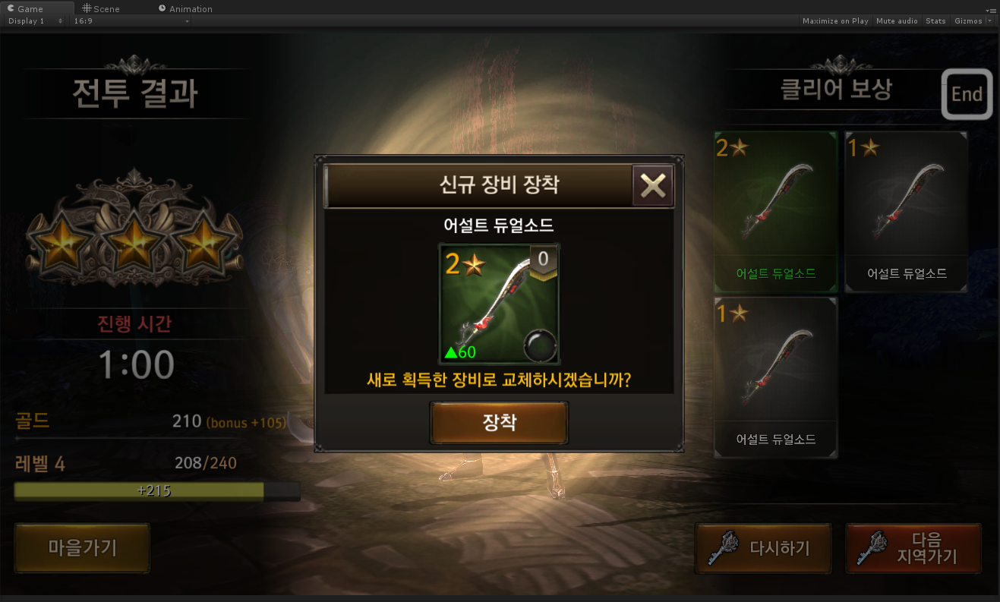 Game
Scene
Animation
Display 1
16:9
Maximize on Play
Mute audio
Stats
Gizmos
전투 결과
진행 시간
1:00
골드
210 (bonus +105)
레벨 4
208/240
+215
마을가기
신규 장비 장착
어설트 듀얼소드
2
0
▲60
새로 획득한 장비로 교체하시겠습니까?
장착
클리어 보상
End
2
어설트 듀얼소드
1
어설트 듀얼소드
1
어설트 듀얼소드
다시하기
다음
지역가기